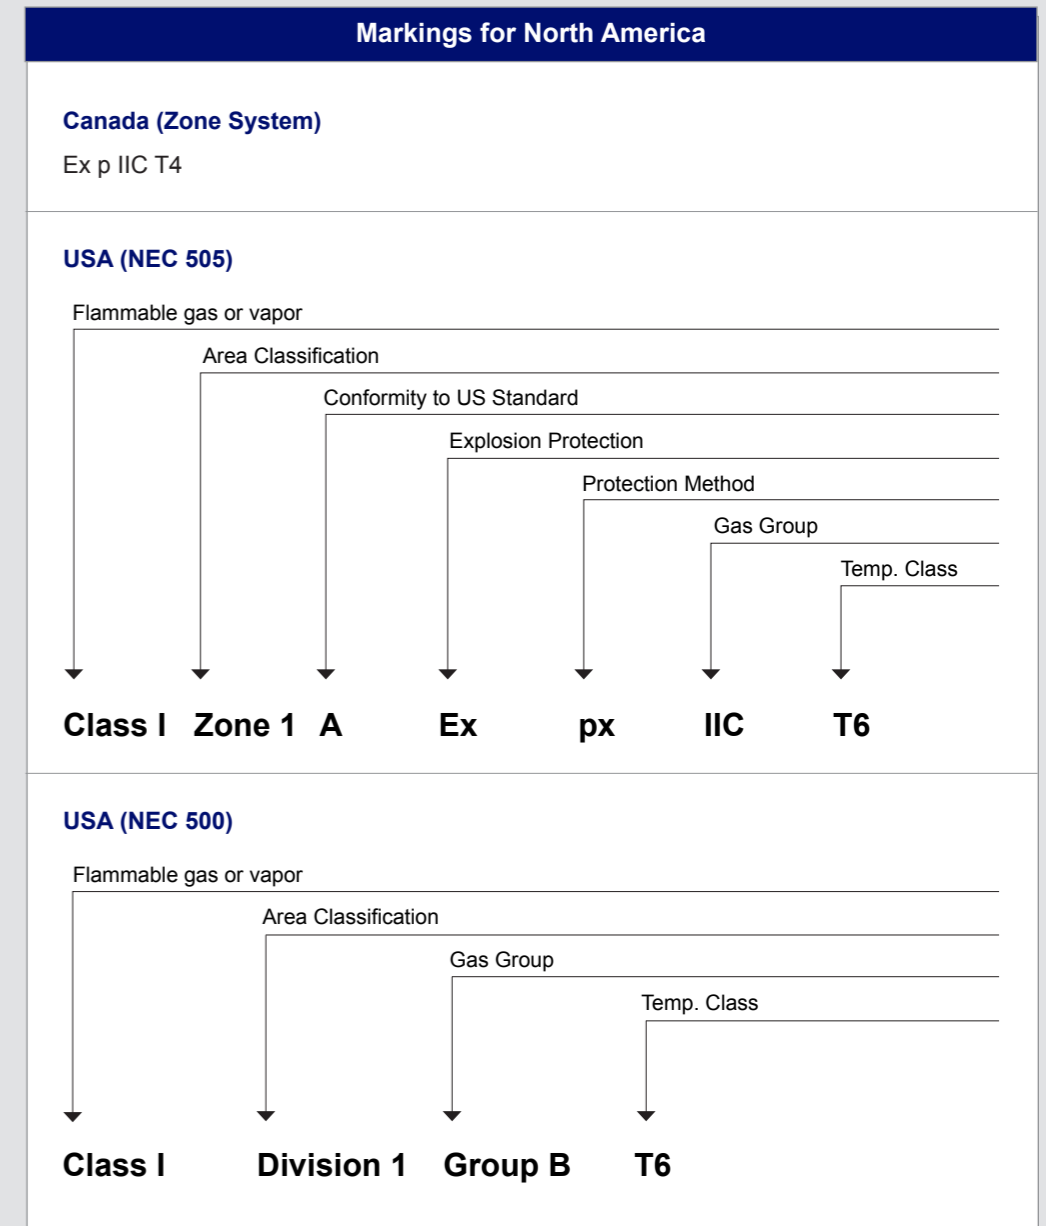 Markings for North America
Canada (Zone System)
Ex p IIC T4
USA (NEC 505)
Flammable gas or vapor
Area Classification
Conformity to US Standard
Explosion Protection
Protection Method
Gas Group
Temp. Class
Class I Zone 1 A Ex px IIC T6
USA (NEC 500)
Flammable gas or vapor
Area Classification
Gas Group
Temp. Class
Class I Division 1 Group B T6